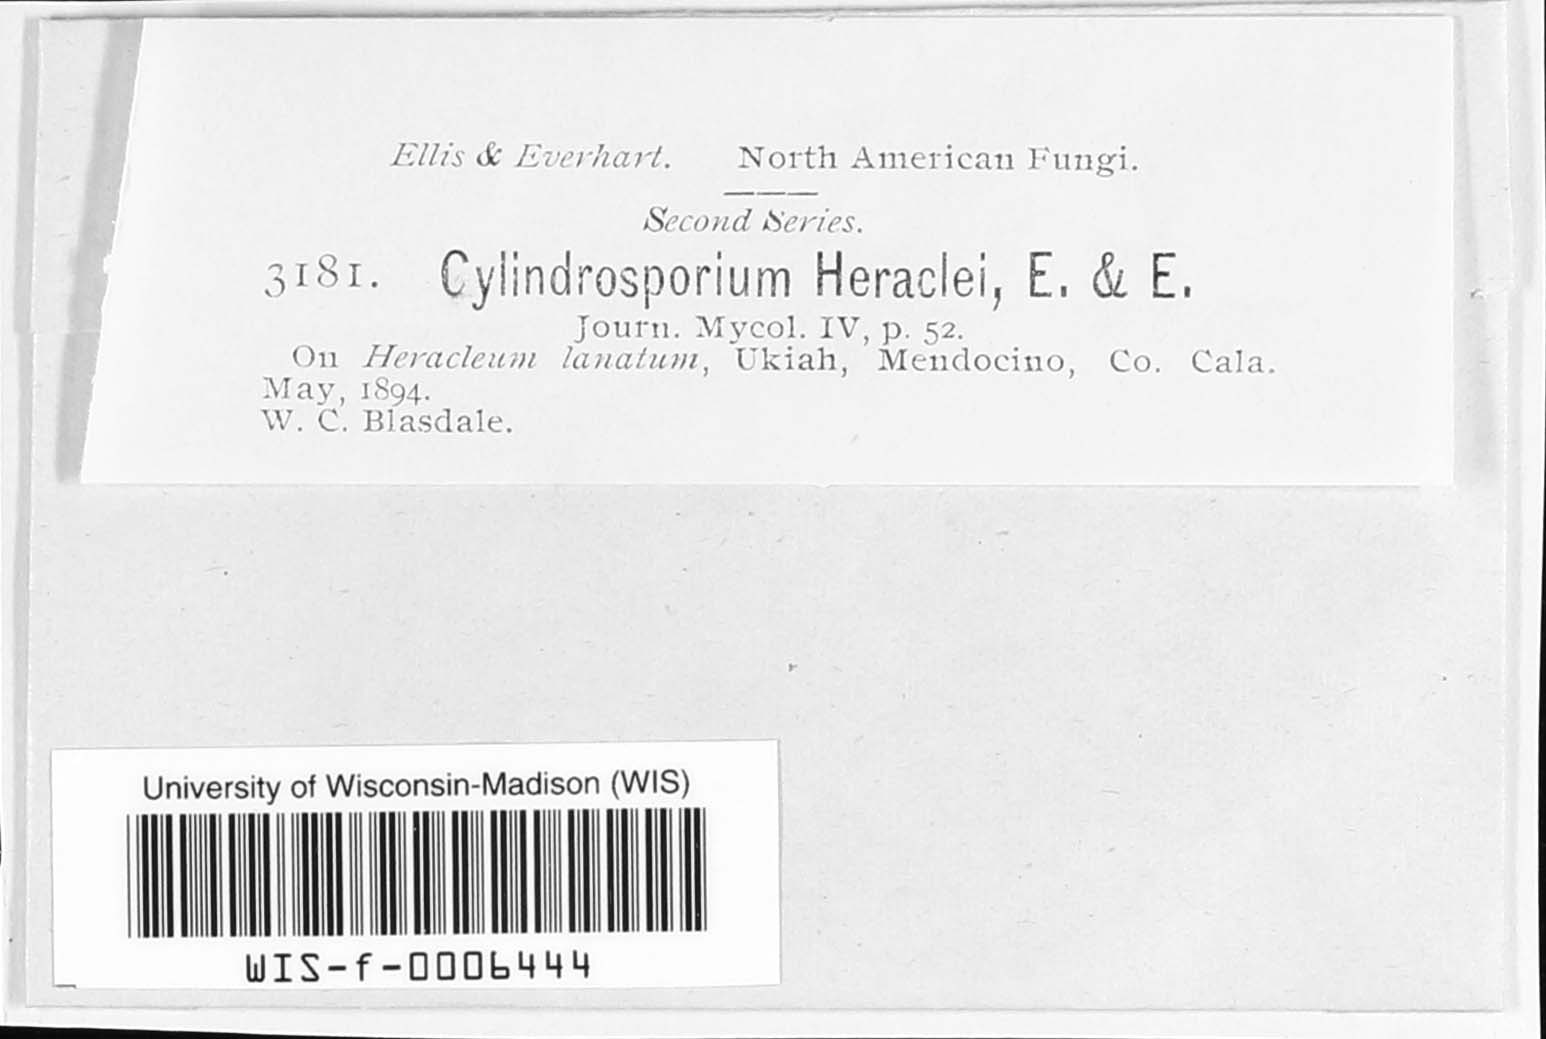 Ellis & Everhart. North American Fungi.
Second Series.
3181. Cylindrosporium Heraclei, E. & E.
Journ. Mycol. IV, p. 52.
On Heracleum lanatum, Ukiah, Mendocino, Co. Cala.
May, 1894.
W. C. Blasdale.
University of Wisconsin-Madison (WIS)
WIS-f-0006444